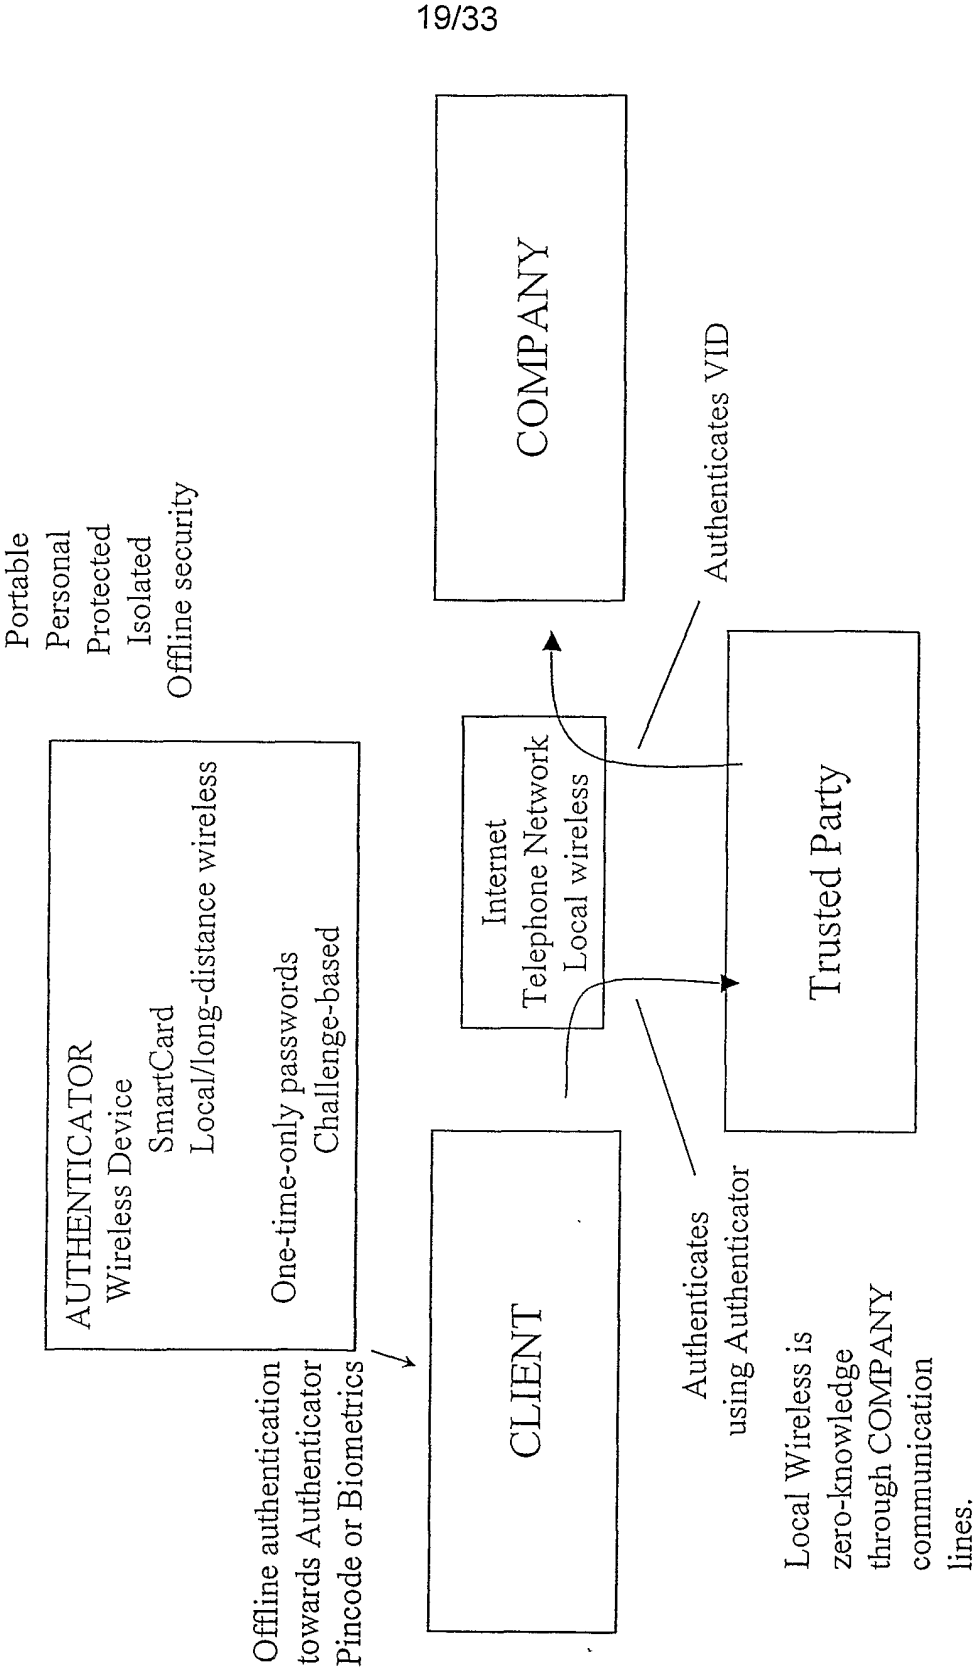 19/33
Portable
Personal
Protected
Isolated
Offline security
AUTHENTICATOR
Wireless Device
SmartCard
Local/long-distance wireless
One-time-only passwords
Challenge-based
Offline authentication
towards Authenticator
Pincode or Biometrics
CLIENT
Internet
Telephone Network
Local wireless
COMPANY
Authenticates
using Authenticator
Authenticates VID
Trusted Party
Local Wireless is
zero-knowledge
through COMPANY
communication
lines.